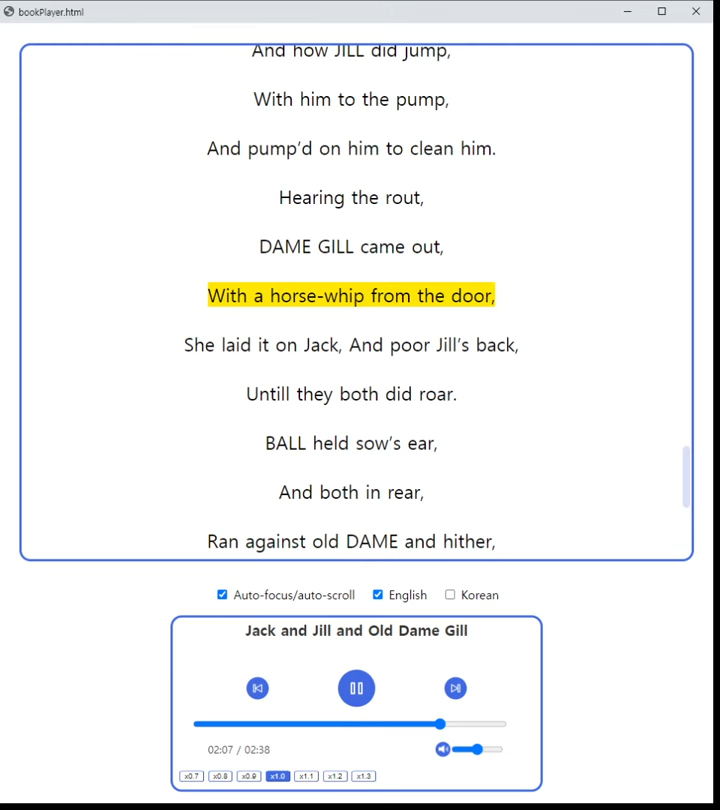 bookPlayer.html
And how JILL did jump,
With him to the pump,
And pump’d on him to clean him.
Hearing the rout,
DAME GILL came out,
With a horse-whip from the door,
She laid it on Jack, And poor Jill’s back,
Untill they both did roar.
BALL held sow’s ear,
And both in rear,
Ran against old DAME and hither,
Auto-focus/auto-scroll English Korean
Jack and Jill and Old Dame Gill
02:07 / 02:38
x0.7 x0.8 x0.9 x1.0 x1.1 x1.2 x1.3